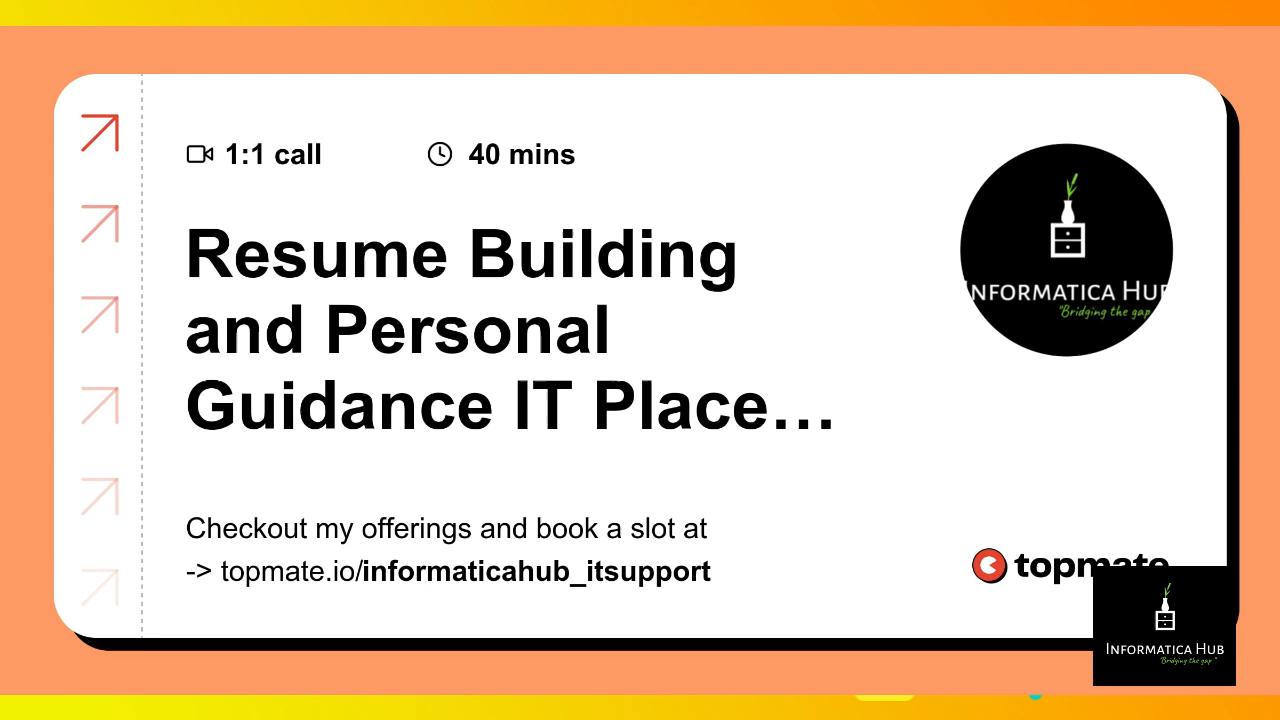 1:1 call
40 mins
Resume Building
and Personal
Guidance IT Place...
Checkout my offerings and book a slot at
-> topmate.io/informaticahub_itsupport
INFORMATICA HUB
"Bridging the gap
topmate
INFORMATICA HUB
"Bridging the gap"